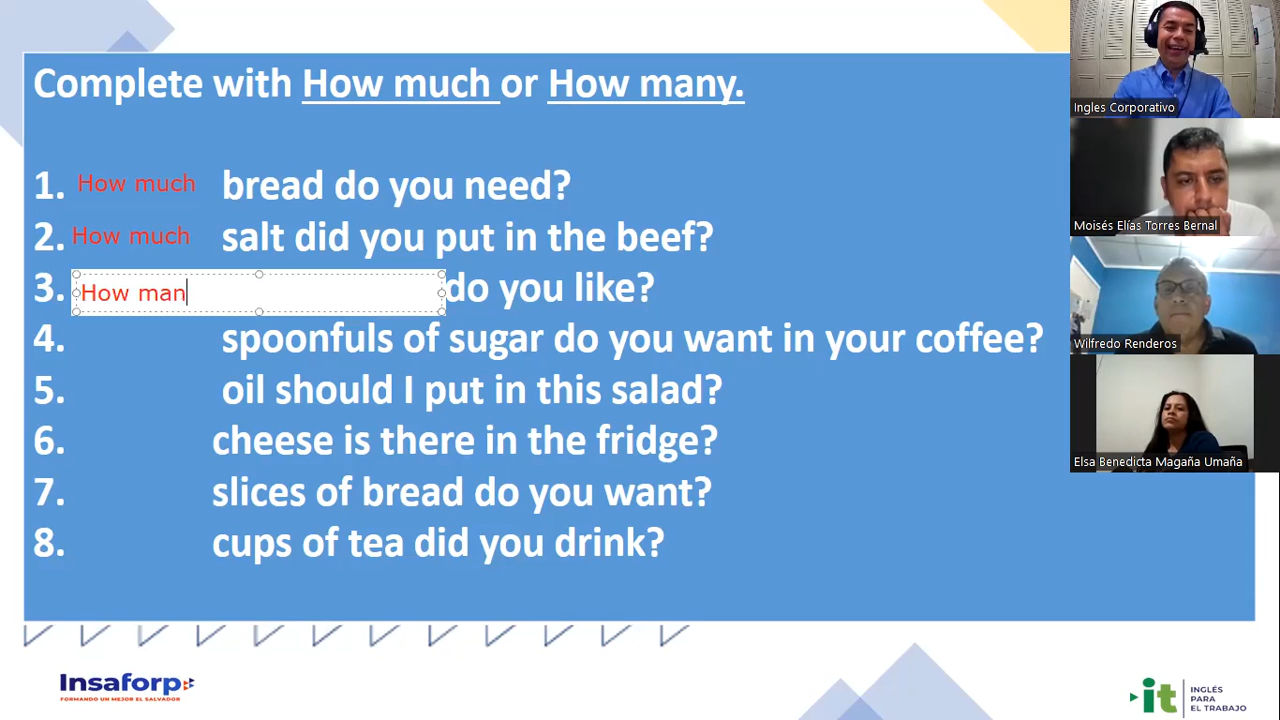 Complete with How much or How many.
1. How much bread do you need?
2. How much salt did you put in the beef?
3. How man do you like?
4. spoonfuls of sugar do you want in your coffee?
5. oil should I put in this salad?
6. cheese is there in the fridge?
7. slices of bread do you want?
8. cups of tea did you drink?
Insaforp
FORMANDO UN MEJOR EL SALVADOR
it INGLÉS
PARA
EL TRABAJO
Ingles Corporativo
Moisés Elías Torres Bernal
Wilfredo Renderos
Elsa Benedicta Magaña Umaña